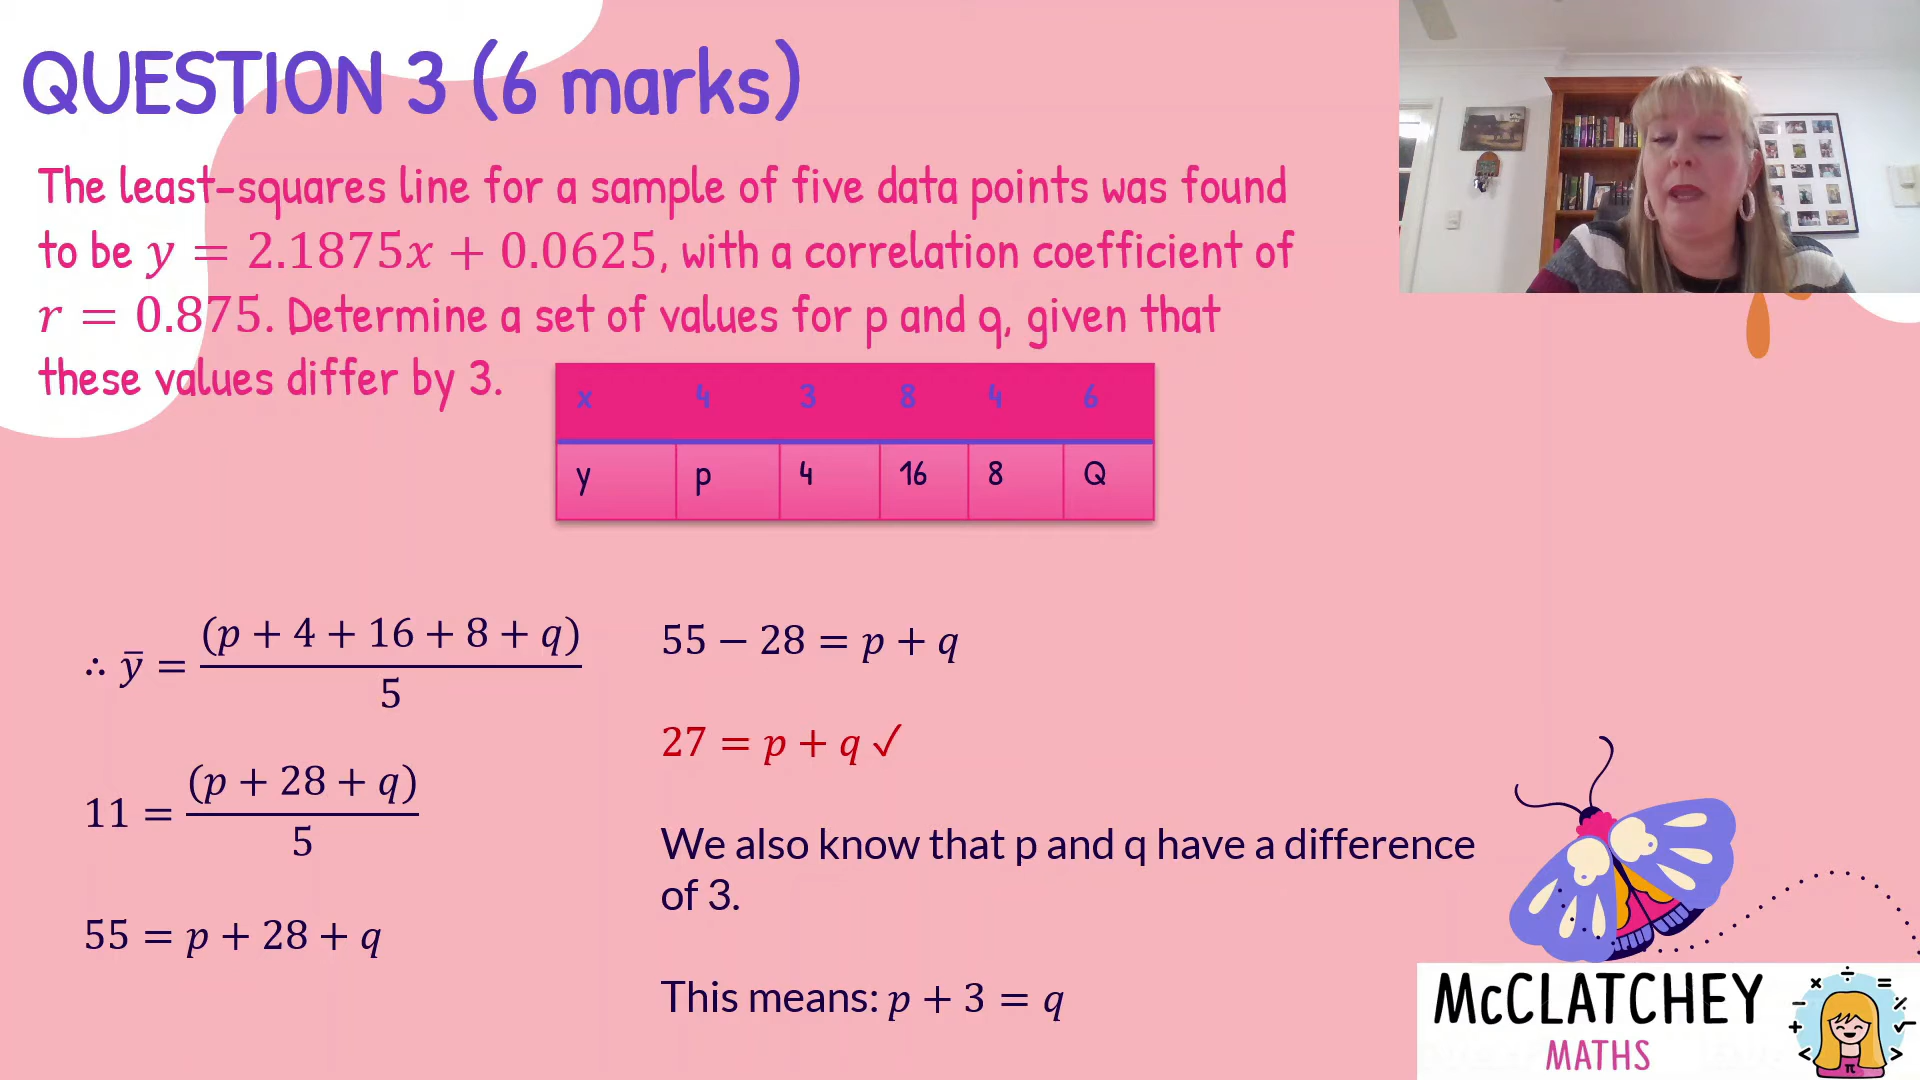 QUESTION 3 (6 marks)
The least-squares line for a sample of five data points was found
to be y = 2.1875x + 0.0625, with a correlation coefficient of
r = 0.875. Determine a set of values for p and q, given that
these values differ by 3.
x 4 3 8 4 6
y p 4 16 8 Q
∴ ȳ = (p + 4 + 16 + 8 + q) / 5
11 = (p + 28 + q) / 5
55 = p + 28 + q
55 − 28 = p + q
27 = p + q ✓
We also know that p and q have a difference
of 3.
This means: p + 3 = q
McCLATCHEY
MATHS